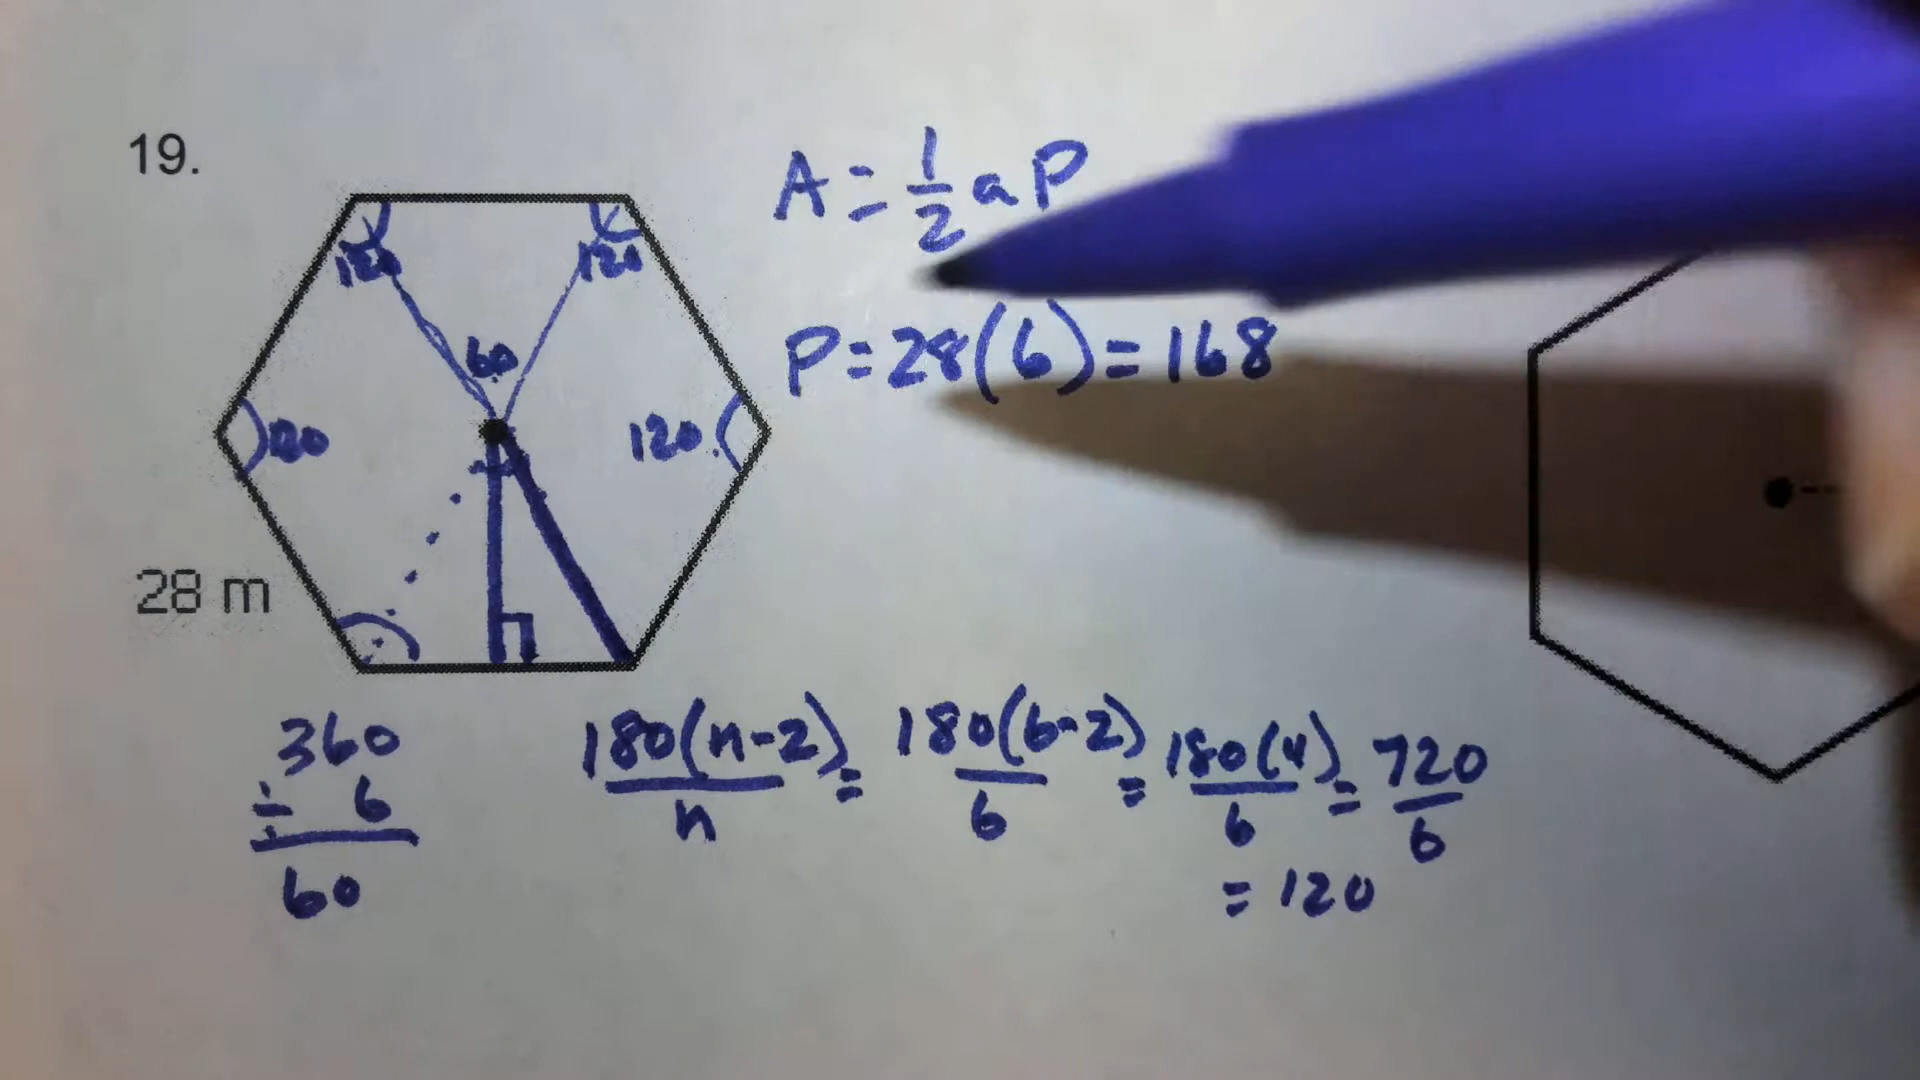 19.
A = 1/2 a P
P = 28(6) = 168
120 120
60
120 120
28 m
360
÷ 6
60
180(n-2)/n = 180(6-2)/6 = 180(4)/6 = 720/6
= 120